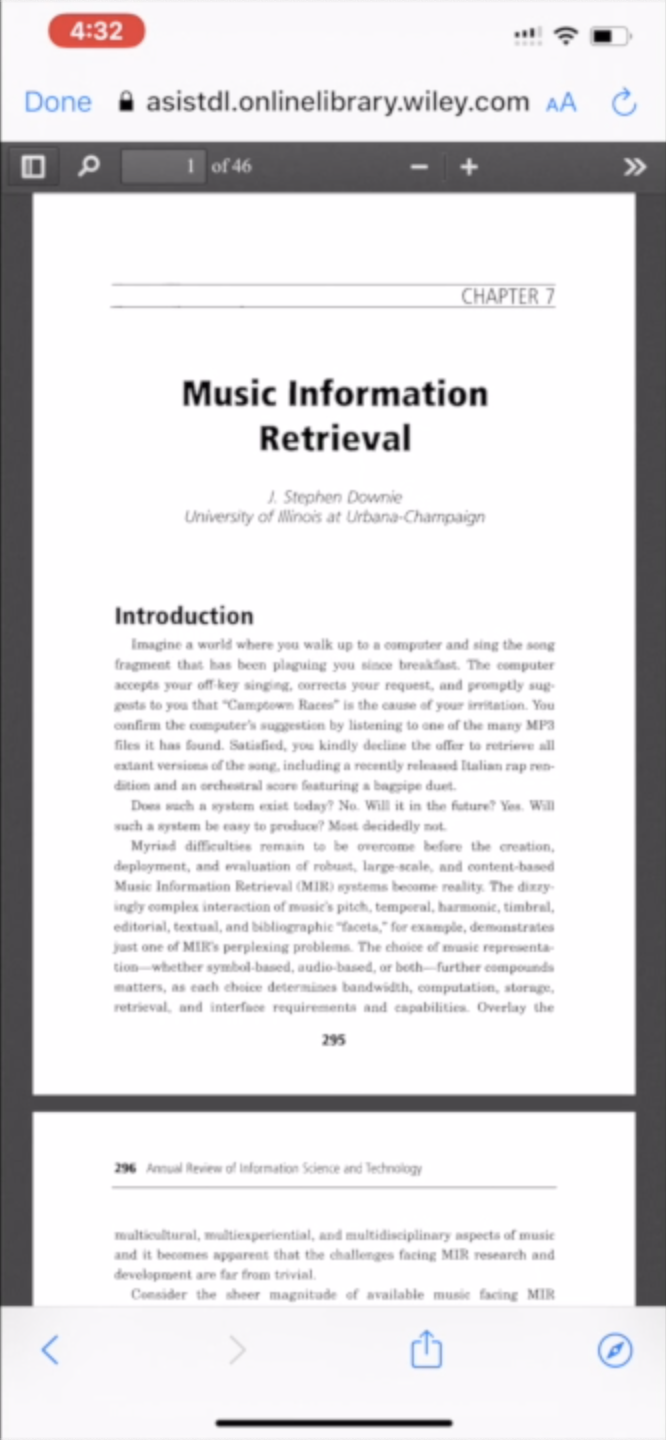 4:32
Done asistdl.onlinelibrary.wiley.com AA
1 of 46
CHAPTER 7
Music Information
Retrieval
J. Stephen Downie
University of Illinois at Urbana-Champaign
Introduction
Imagine a world where you walk up to a computer and sing the song
fragment that has been plaguing you since breakfast. The computer
accepts your off-key singing, corrects your request, and promptly sug-
gests to you that “Camptown Races” is the cause of your irritation. You
confirm the computer’s suggestion by listening to one of the many MP3
files it has found. Satisfied, you kindly decline the offer to retrieve all
extant versions of the song, including a recently released Italian rap ren-
dition and an orchestral score featuring a bagpipe duet.
Does such a system exist today? No. Will it in the future? Yes. Will
such a system be easy to produce? Most decidedly not.
Myriad difficulties remain to be overcome before the creation,
deployment, and evaluation of robust, large-scale, and content-based
Music Information Retrieval (MIR) systems become reality. The dizzy-
ingly complex interaction of music’s pitch, temporal, harmonic, timbral,
editorial, textual, and bibliographic “facets,” for example, demonstrates
just one of MIR’s perplexing problems. The choice of music representa-
tion—whether symbol-based, audio-based, or both—further compounds
matters, as each choice determines bandwidth, computation, storage,
retrieval, and interface requirements and capabilities. Overlay the
295
296 Annual Review of Information Science and Technology
multicultural, multiexperiential, and multidisciplinary aspects of music
and it becomes apparent that the challenges facing MIR research and
development are far from trivial.
Consider the sheer magnitude of available music facing MIR